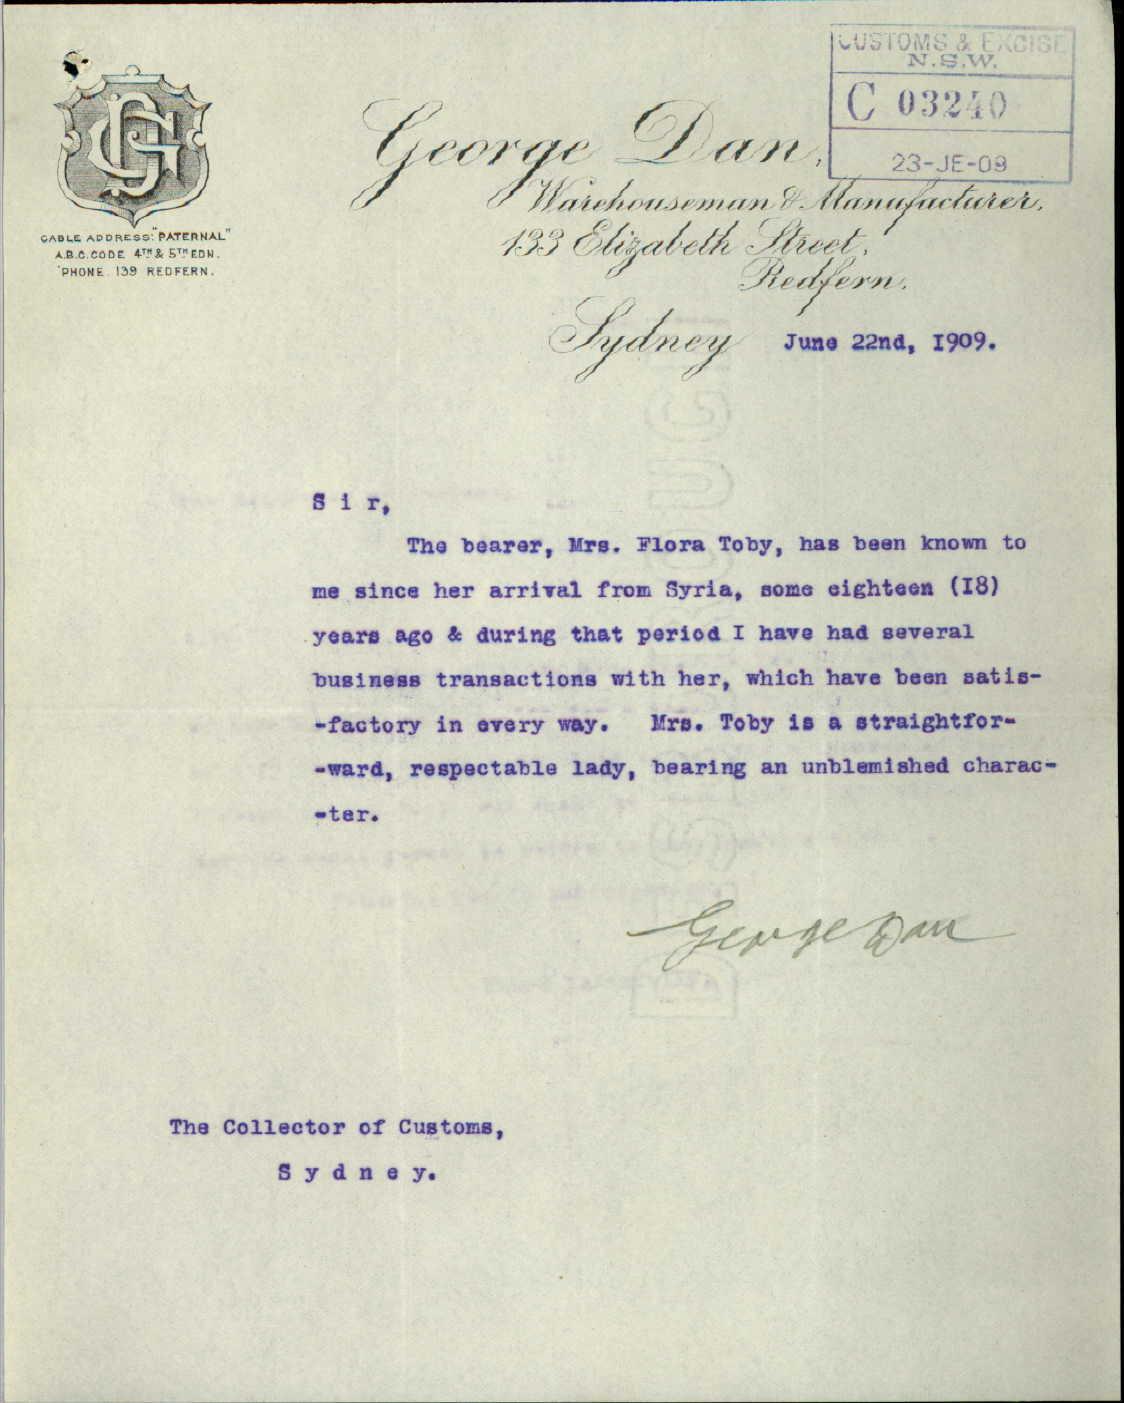 CUSTOMS & EXCISE
N.S.W.
C 03240
23-JE-09
GD
CABLE ADDRESS: "PATERNAL"
A.B.C. CODE 4TH & 5TH EDN.
'PHONE 139 REDFERN.
George Dan,
Warehouseman & Manufacturer.
133 Elizabeth Street,
Redfern.
Sydney June 22nd, 1909.
S i r,
The bearer, Mrs. Flora Toby, has been known to
me since her arrival from Syria, some eighteen (I8)
years ago & during that period I have had several
business transactions with her, which have been satis-
-factory in every way. Mrs. Toby is a straightfor-
-ward, respectable lady, bearing an unblemished charac-
-ter.
George Dan
The Collector of Customs,
S y d n e y.